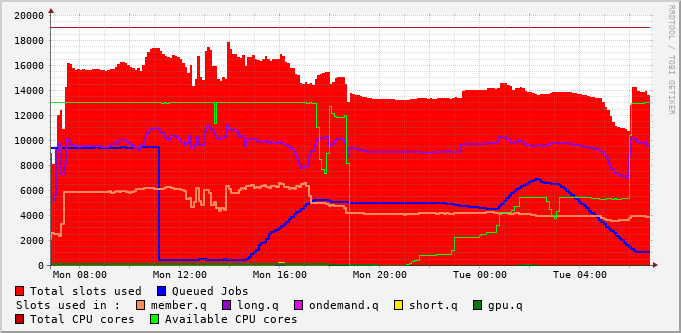 20000
18000
16000
14000
12000
10000
8000
6000
4000
2000
0
Mon 08:00 Mon 12:00 Mon 16:00 Mon 20:00 Tue 00:00 Tue 04:00
Total slots used Queued Jobs
Slots used in : member.q long.q ondemand.q short.q gpu.q
Total CPU cores Available CPU cores
RRDTOOL / TOBI OETIKER